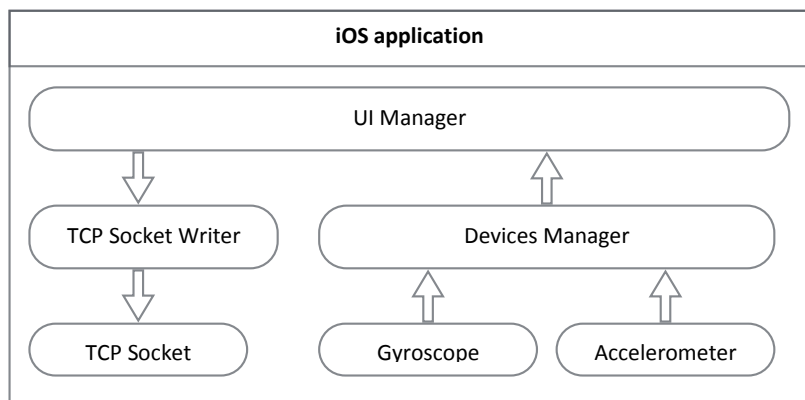 iOS application
UI Manager
TCP Socket Writer
Devices Manager
TCP Socket
Gyroscope
Accelerometer